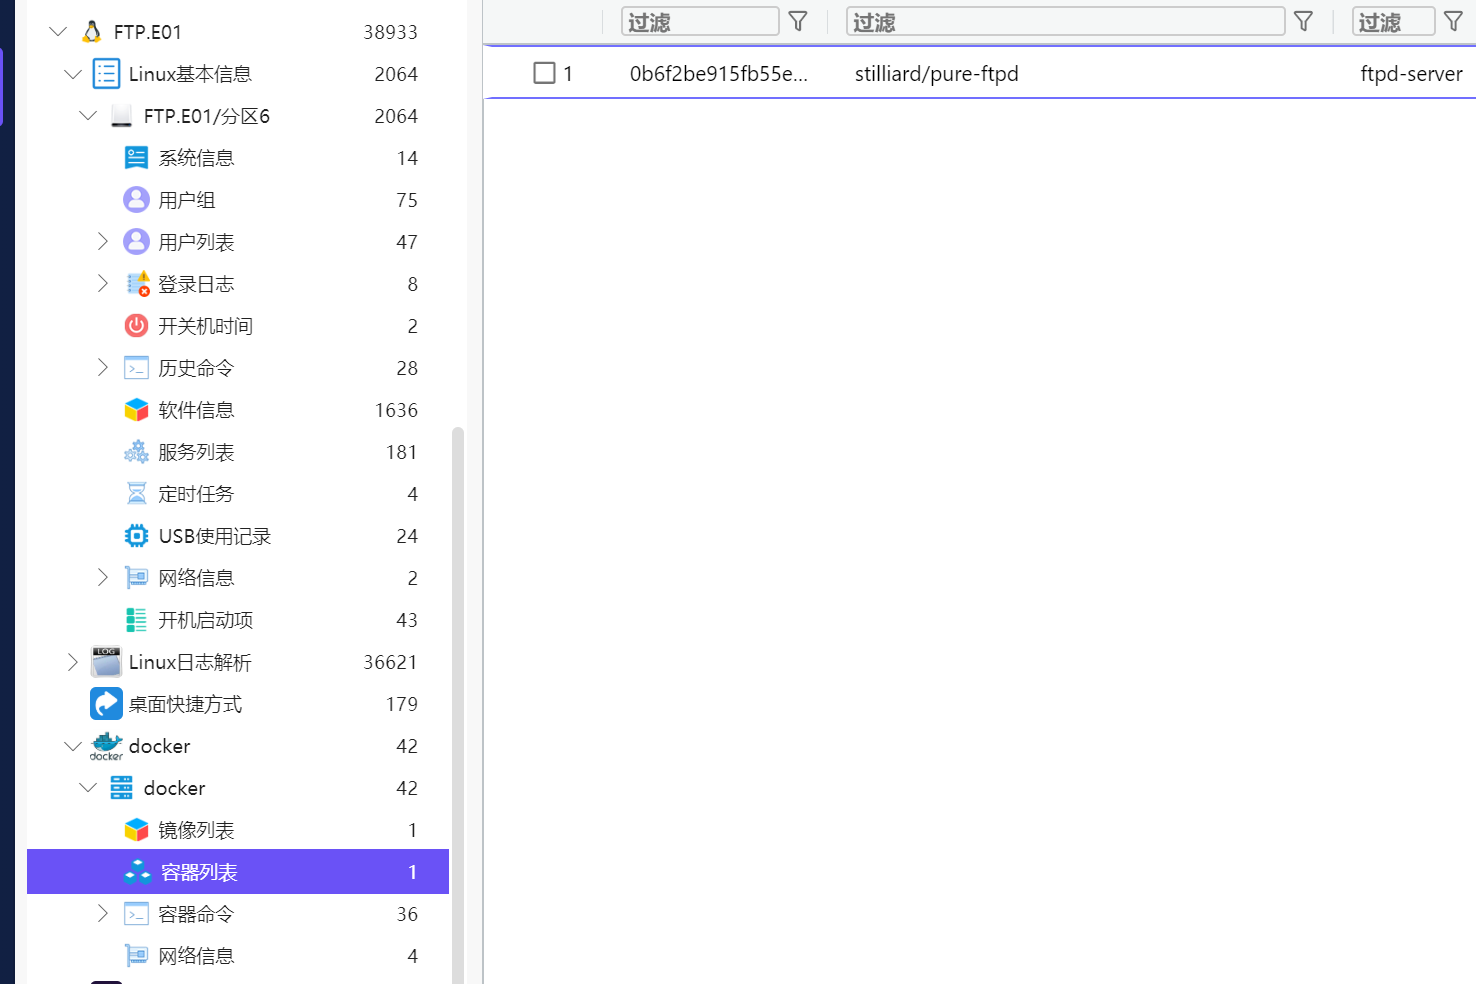 FTP.E01 38933
Linux基本信息 2064
FTP.E01/分区6 2064
系统信息 14
用户组 75
用户列表 47
登录日志 8
开关机时间 2
历史命令 28
软件信息 1636
服务列表 181
定时任务 4
USB使用记录 24
网络信息 2
开机启动项 43
LOG
Linux日志解析 36621
桌面快捷方式 179
docker
docker 42
docker 42
镜像列表 1
容器列表 1
容器命令 36
网络信息 4
过滤 过滤 过滤
1 0b6f2be915fb55e... stilliard/pure-ftpd ftpd-server